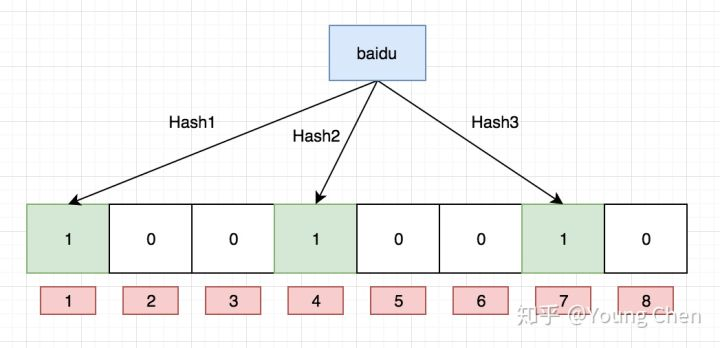 baidu
Hash1
Hash2
Hash3
1 0 0 1 0 0 1 0
1 2 3 4 5 6 7 8
知乎 @Young Chen